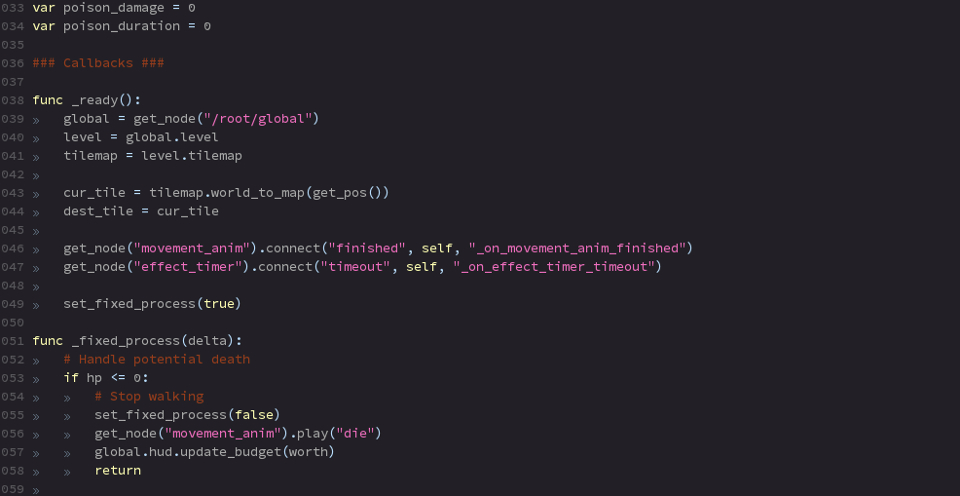 033 var poison_damage = 0
034 var poison_duration = 0
035
036 ### Callbacks ###
037
038 func _ready():
039 »   global = get_node("/root/global")
040 »   level = global.level
041 »   tilemap = level.tilemap
042 »
043 »   cur_tile = tilemap.world_to_map(get_pos())
044 »   dest_tile = cur_tile
045 »
046 »   get_node("movement_anim").connect("finished", self, "_on_movement_anim_finished")
047 »   get_node("effect_timer").connect("timeout", self, "_on_effect_timer_timeout")
048 »
049 »   set_fixed_process(true)
050
051 func _fixed_process(delta):
052 »   # Handle potential death
053 »   if hp <= 0:
054 »   »   # Stop walking
055 »   »   set_fixed_process(false)
056 »   »   get_node("movement_anim").play("die")
057 »   »   global.hud.update_budget(worth)
058 »   »   return
059 »